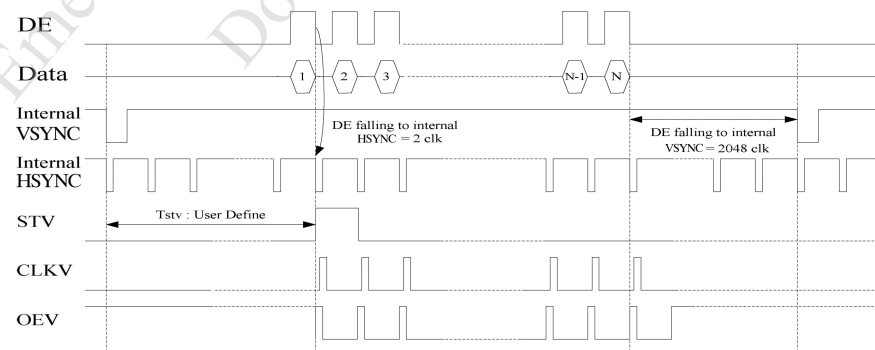 DE
Data
1
2
3
N-1
N
Internal
VSYNC
DE falling to internal
HSYNC = 2 clk
DE falling to internal
VSYNC = 2048 clk
Internal
HSYNC
STV
Tstv : User Define
CLKV
OEV